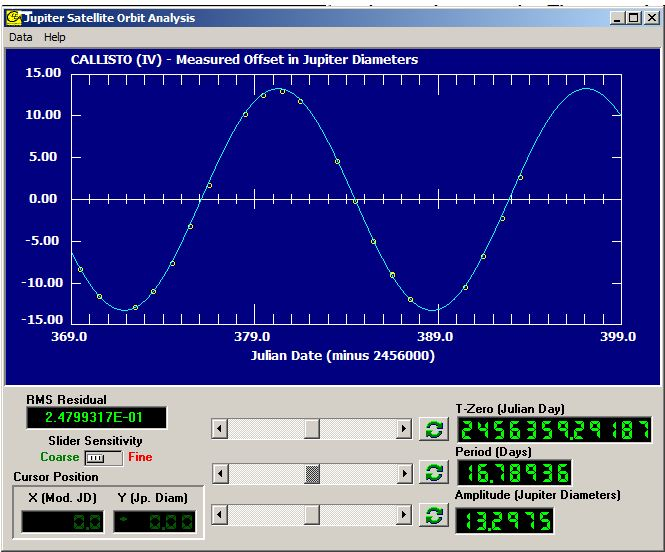 Jupiter Satellite Orbit Analysis
Data Help
CALLISTO (IV) - Measured Offset in Jupiter Diameters
15.00
10.00
5.00
0.00
-5.00
-10.00
-15.00
369.0 379.0 389.0 399.0
Julian Date (minus 2456000)
RMS Residual
2.4799317E-01
Slider Sensitivity
Coarse Fine
Cursor Position
X (Mod. JD) Y (Jp. Diam)
0.0 0.00
T-Zero (Julian Day)
2456359.29187
Period (Days)
16.78936
Amplitude (Jupiter Diameters)
13.2975